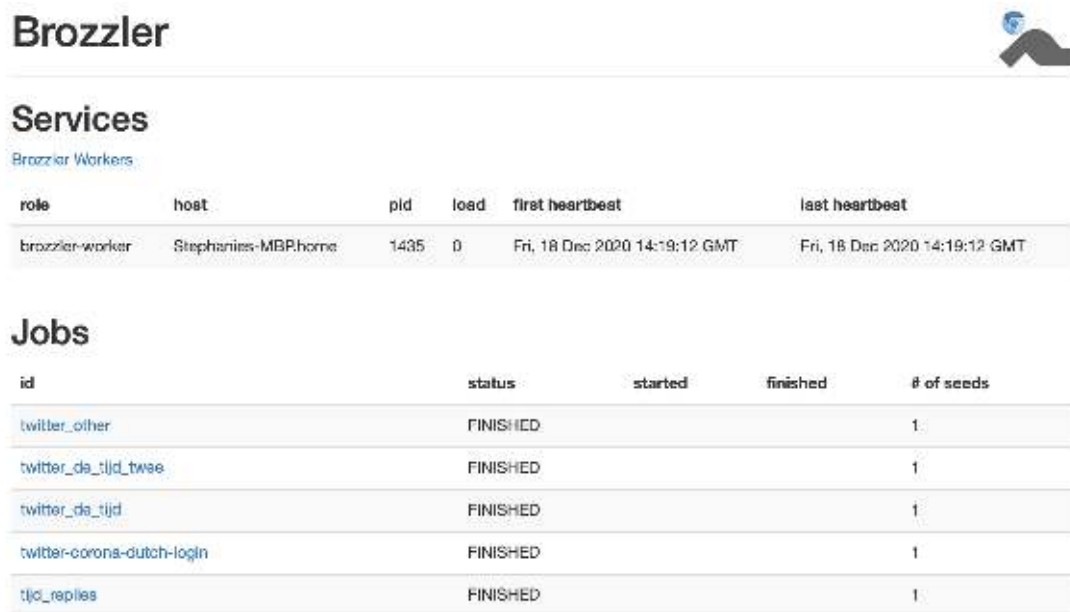 Brozzler
Services
Brozzler Workers
role host pid load first heartbeat last heartbeat
brozzler-worker Stephanies-MBP.home 1435 0 Fri, 18 Dec 2020 14:19:12 GMT Fri, 18 Dec 2020 14:19:12 GMT
Jobs
id status started finished # of seeds
twitter_other FINISHED 1
twitter_de_tijd_twee FINISHED 1
twitter_de_tijd FINISHED 1
twitter-corona-dutch-login FINISHED 1
tijd_replies FINISHED 1